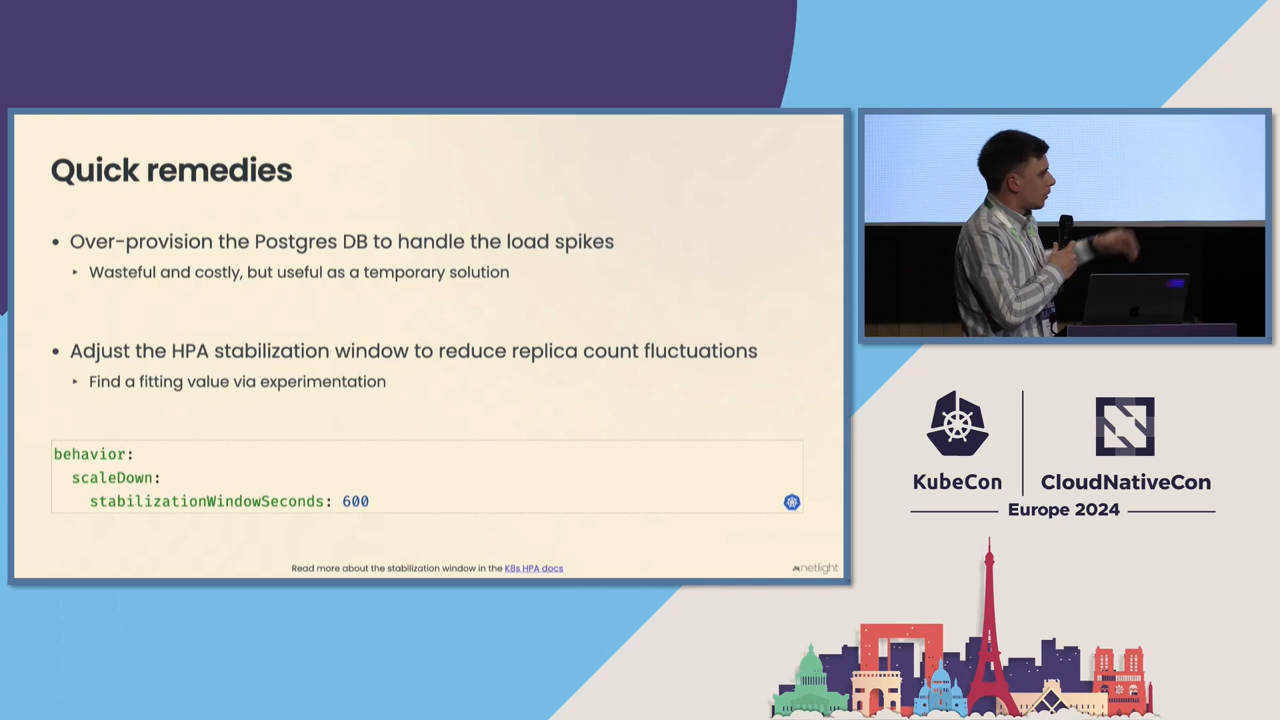 Quick remedies
• Over-provision the Postgres DB to handle the load spikes
‣ Wasteful and costly, but useful as a temporary solution
• Adjust the HPA stabilization window to reduce replica count fluctuations
‣ Find a fitting value via experimentation
behavior:
scaleDown:
stabilizationWindowSeconds: 600
Read more about the stabilization window in the K8s HPA docs
netlight
KubeCon
CloudNativeCon
Europe 2024